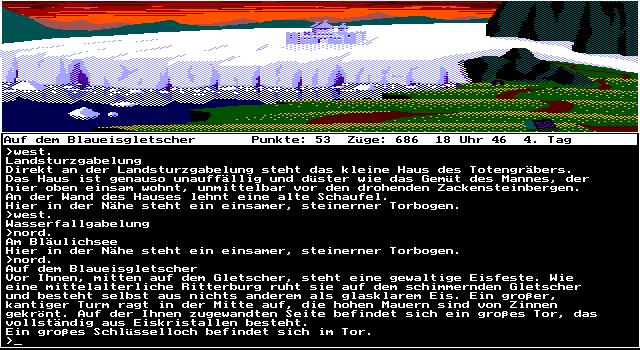 Auf dem Blaueisgletscher Punkte: 53 Züge: 686 18 Uhr 46 4. Tag
>west.
Landsturzgabelung
Direkt an der Landsturzgabelung steht das kleine Haus des Totengräbers.
Das Haus ist genauso unauffällig und düster wie das Gemüt des Mannes, der
hier oben einsam wohnt, unmittelbar vor den drohenden Zackensteinbergen.
An der Wand des Hauses lehnt eine alte Schaufel.
Hier in der Nähe steht ein einsamer, steinerner Torbogen.
>west.
Wasserfallgabelung
>nord.
Am Bläulichsee
Hier in der Nähe steht ein einsamer, steinerner Torbogen.
>nord.
Auf dem Blaueisgletscher
Vor Ihnen, mitten auf dem Gletscher, steht eine gewaltige Eisfeste. Wie
eine mittelalterliche Ritterburg ruht sie auf dem schimmernden Gletscher
und besteht selbst aus nichts anderem als glasklarem Eis. Ein großer,
kantiger Turm ragt in der Mitte auf, die hohen Mauern sind von Zinnen
gekrönt. Auf der Ihnen zugewandten Seite befindet sich ein großes Tor, das
vollständig aus Eiskristallen besteht.
Ein großes Schlüsselloch befindet sich im Tor.
>_